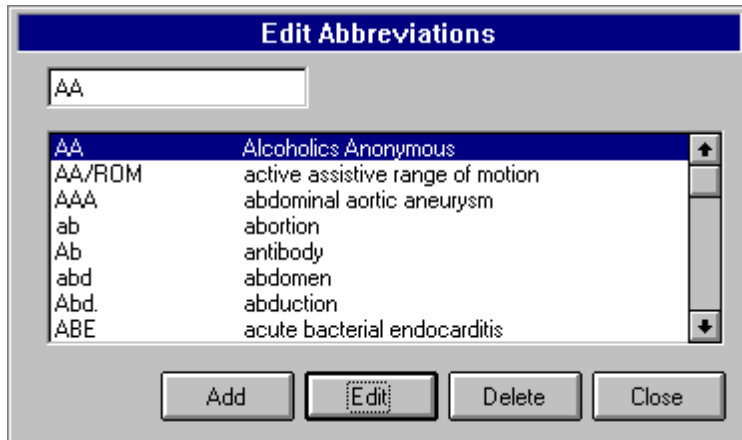 Edit Abbreviations
AA
AA Alcoholics Anonymous
AA/ROM active assistive range of motion
AAA abdominal aortic aneurysm
ab abortion
Ab antibody
abd abdomen
Abd. abduction
ABE acute bacterial endocarditis
Add Edit Delete Close